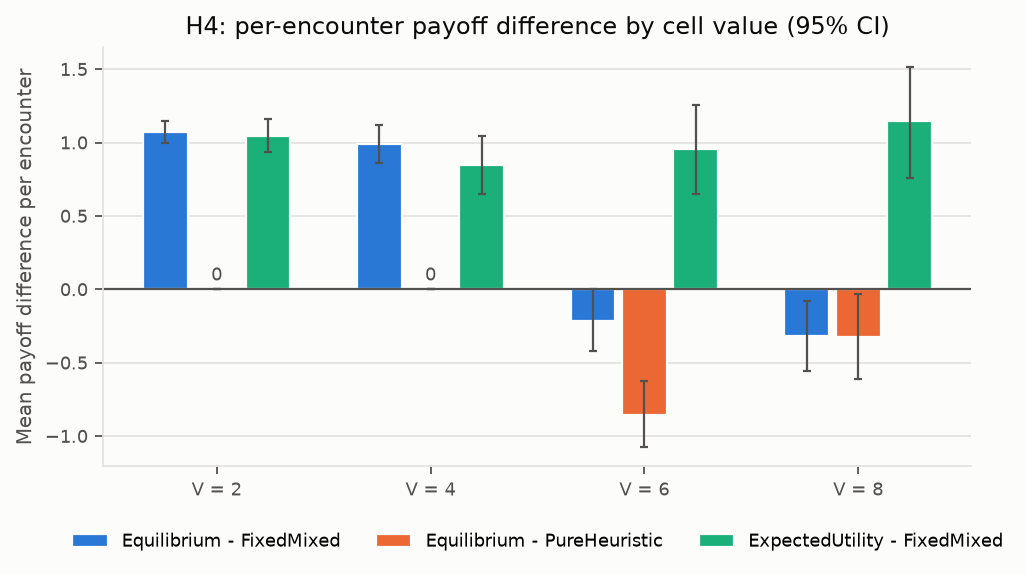 H4: per-encounter payoff difference by cell value (95% CI)
Mean payoff difference per encounter
1.5
1.0
0.5
0.0
−0.5
−1.0
0
0
V = 2
V = 4
V = 6
V = 8
Equilibrium - FixedMixed
Equilibrium - PureHeuristic
ExpectedUtility - FixedMixed